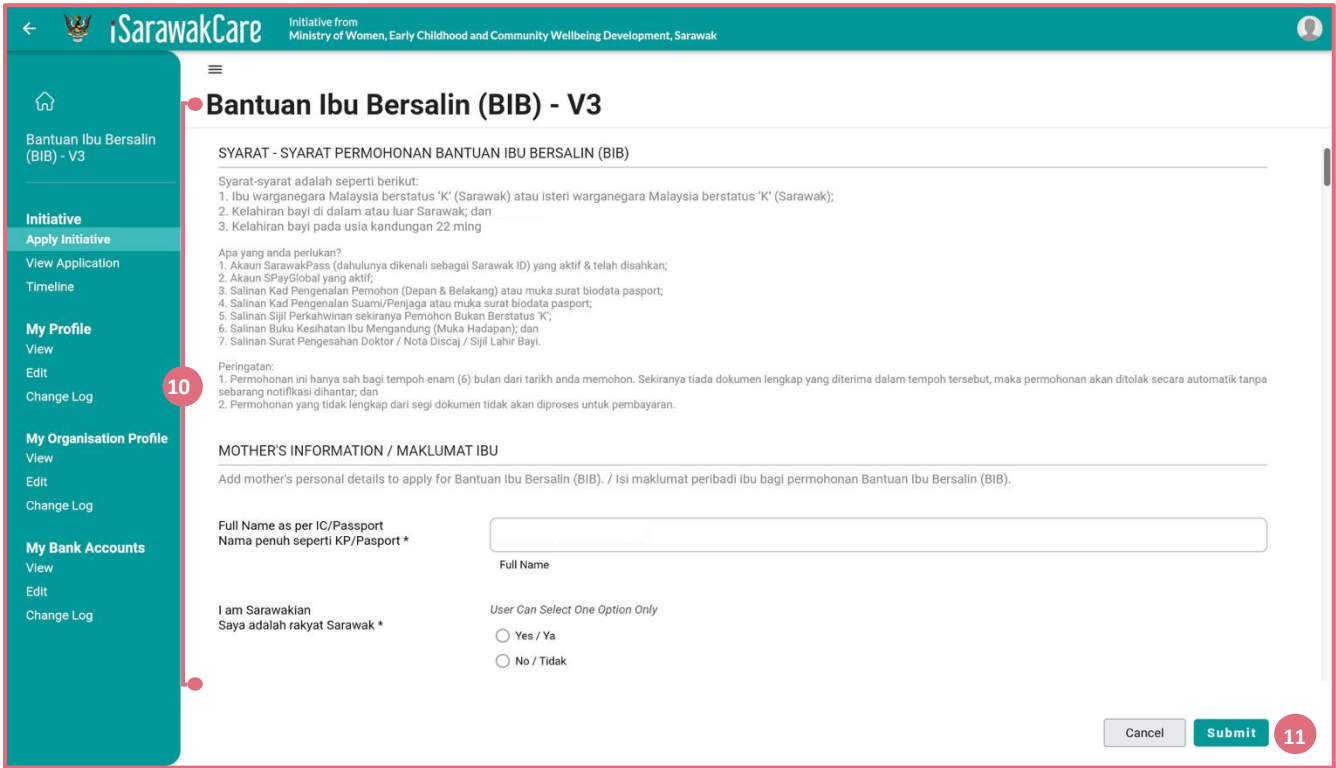 iSarawakCare
Initiative from
Ministry of Women, Early Childhood and Community Wellbeing Development, Sarawak
Bantuan Ibu Bersalin
(BIB) - V3
Initiative
Apply Initiative
View Application
Timeline
My Profile
View
Edit
Change Log
My Organisation Profile
View
Edit
Change Log
My Bank Accounts
View
Edit
Change Log
10
Bantuan Ibu Bersalin (BIB) - V3
SYARAT - SYARAT PERMOHONAN BANTUAN IBU BERSALIN (BIB)
Syarat-syarat adalah seperti berikut:
1. Ibu warganegara Malaysia berstatus 'K' (Sarawak) atau isteri warganegara Malaysia berstatus 'K' (Sarawak);
2. Kelahiran bayi di dalam atau luar Sarawak; dan
3. Kelahiran bayi pada usia kandungan 22 ming
Apa yang anda perlukan?
1. Akaun SarawakPass (dahulunya dikenali sebagai Sarawak ID) yang aktif & telah disahkan;
2. Akaun SPayGlobal yang aktif;
3. Salinan Kad Pengenalan Pemohon (Depan & Belakang) atau muka surat biodata pasport;
4. Salinan Kad Pengenalan Suami/Penjaga atau muka surat biodata pasport;
5. Salinan Sijil Perkahwinan sekiranya Pemohon Bukan Berstatus 'K';
6. Salinan Buku Kesihatan Ibu Mengandung (Muka Hadapan); dan
7. Salinan Surat Pengesahan Doktor / Nota Discaj / Sijil Lahir Bayi.
Peringatan:
1. Permohonan ini hanya sah bagi tempoh enam (6) bulan dari tarikh anda memohon. Sekiranya tiada dokumen lengkap yang diterima dalam tempoh tersebut, maka permohonan akan ditolak secara automatik tanpa
sebarang notifikasi dihantar; dan
2. Permohonan yang tidak lengkap dari segi dokumen tidak akan diproses untuk pembayaran.
MOTHER'S INFORMATION / MAKLUMAT IBU
Add mother's personal details to apply for Bantuan Ibu Bersalin (BIB). / Isi maklumat peribadi ibu bagi permohonan Bantuan Ibu Bersalin (BIB).
Full Name as per IC/Passport
Nama penuh seperti KP/Pasport *
Full Name
I am Sarawakian
Saya adalah rakyat Sarawak *
User Can Select One Option Only
Yes / Ya
No / Tidak
Cancel
Submit
11